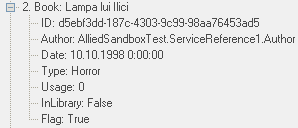 2. Book: Lampa lui Ilici
ID: d5ebf3dd-187c-4303-9c99-98aa76453ad5
Author: AlliedSandboxTest.ServiceReference1.Author
Date: 10.10.1998 0:00:00
Type: Horror
Usage: 0
InLibrary: False
Flag: True